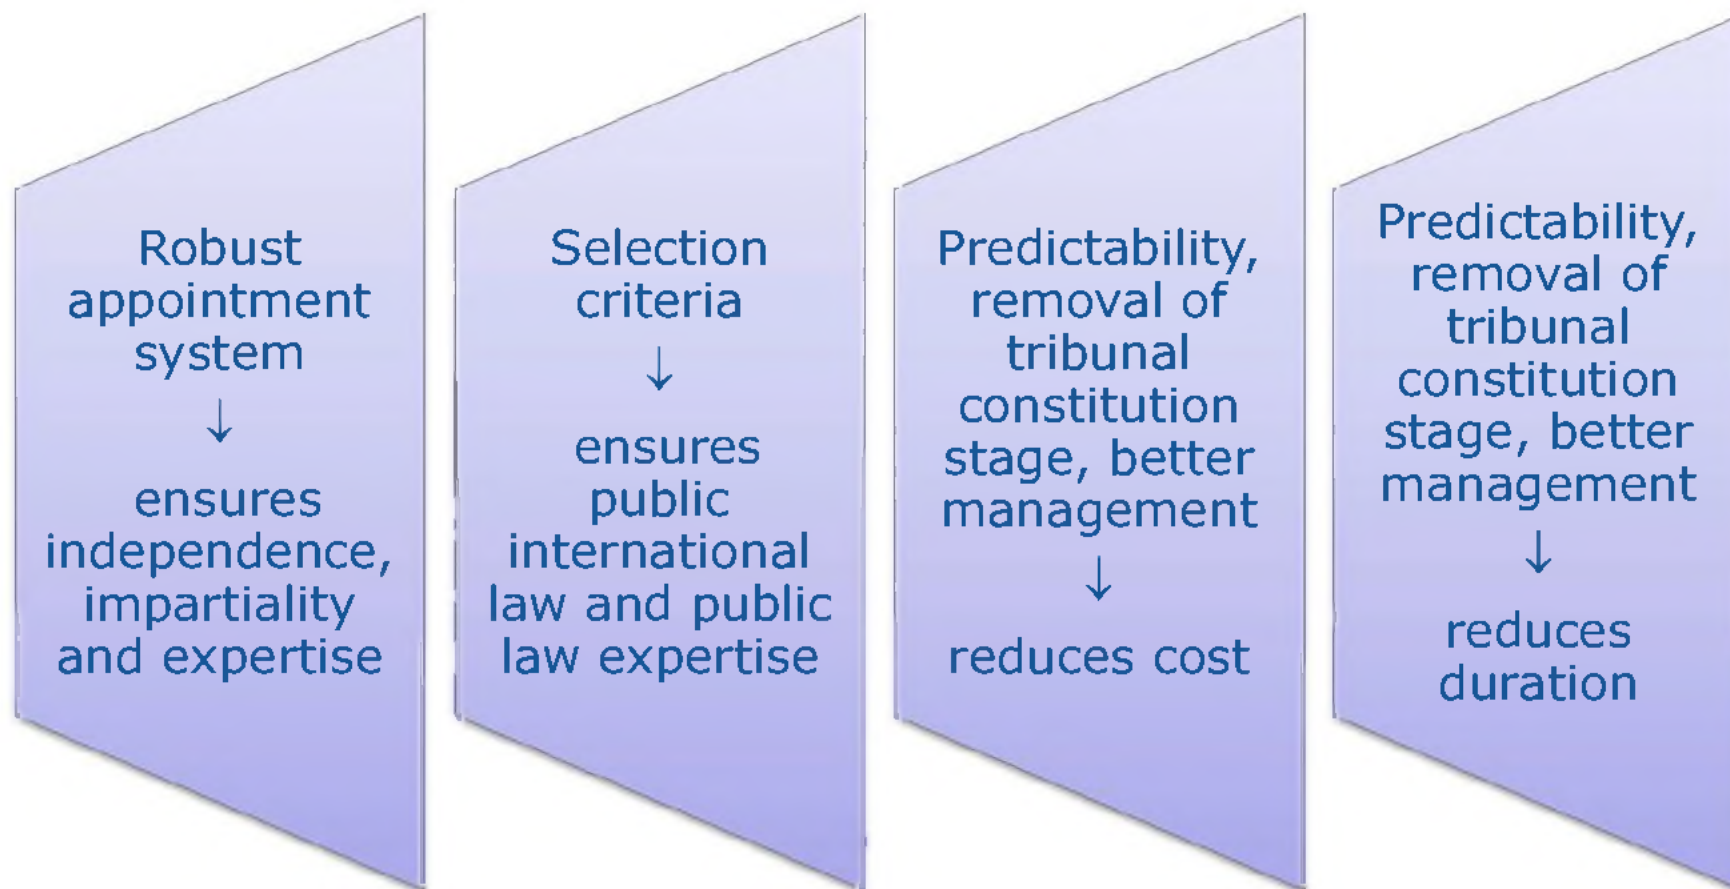 Robust
appointment
system
↓
ensures
independence,
impartiality
and expertise
Selection
criteria
↓
ensures
public
international
law and public
law expertise
Predictability,
removal of
tribunal
constitution
stage, better
management
↓
reduces cost
Predictability,
removal of
tribunal
constitution
stage, better
management
↓
reduces
duration